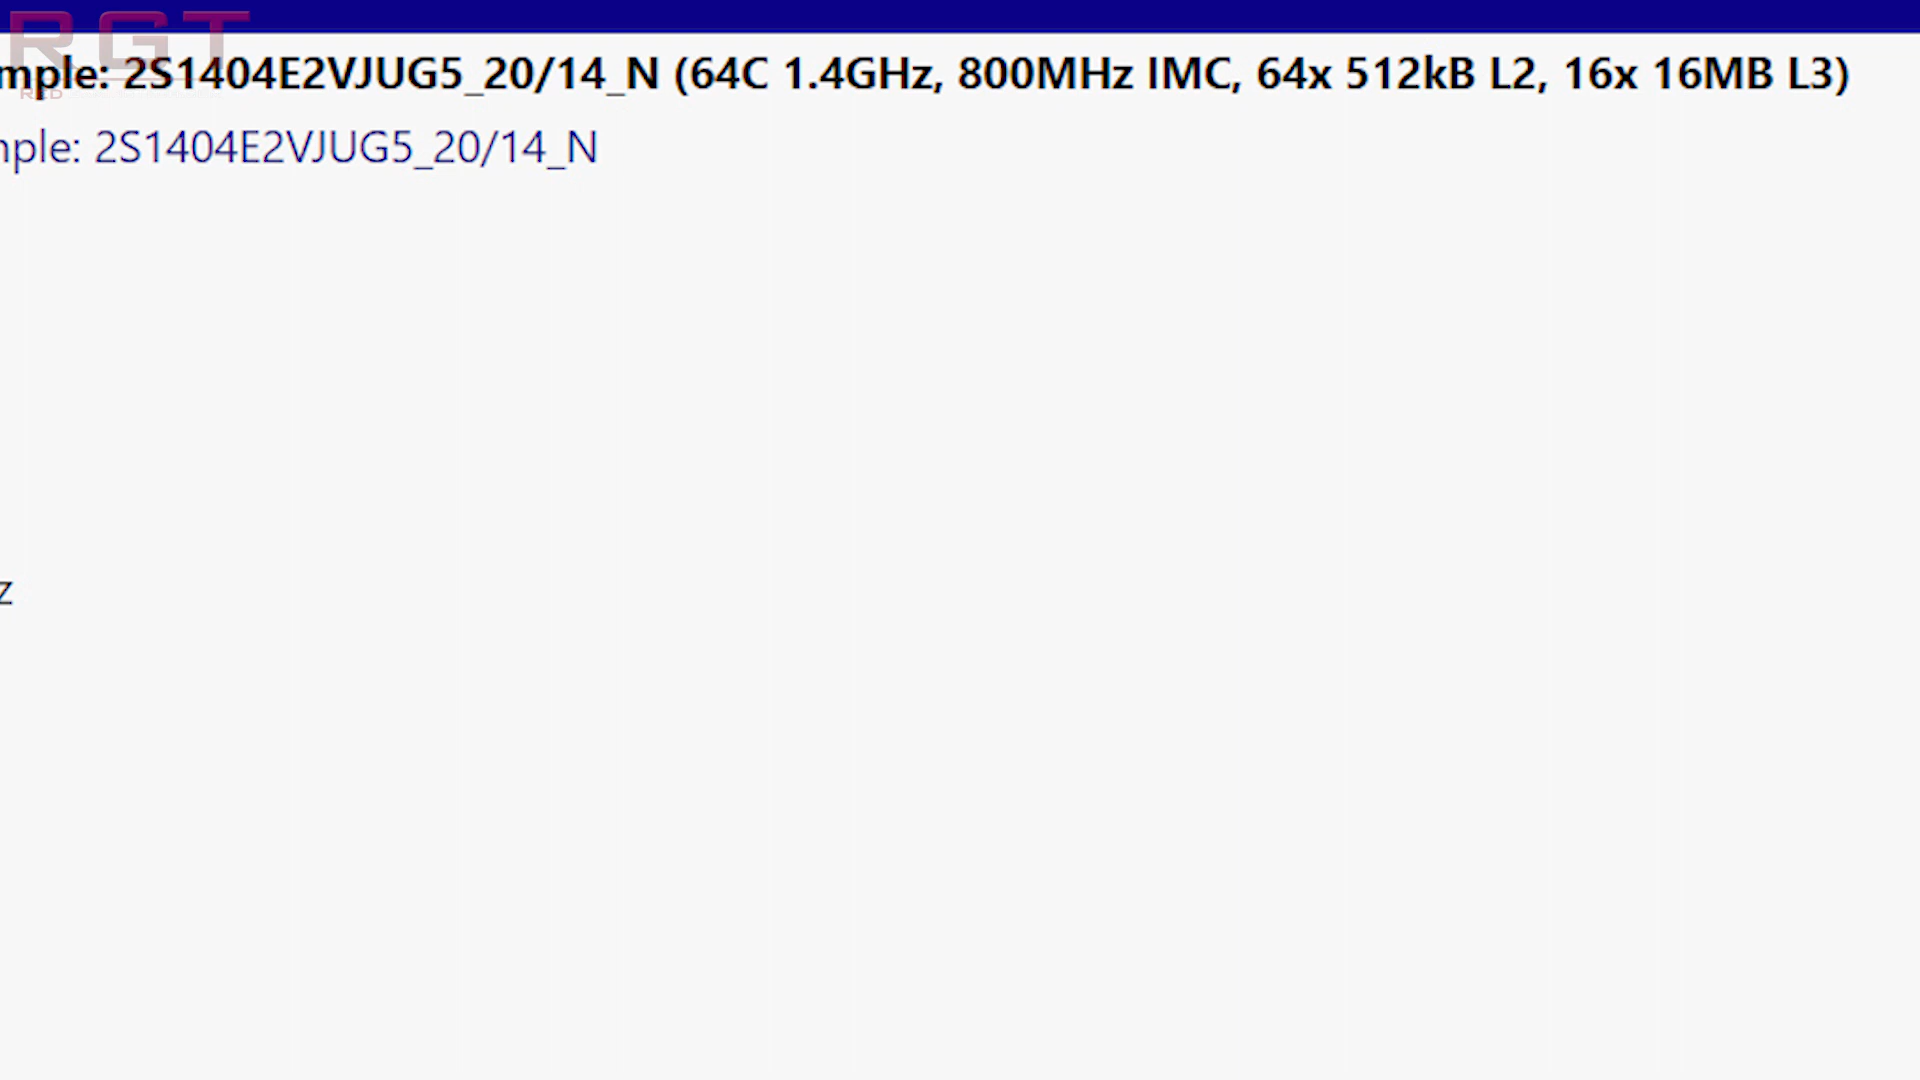 RGT
mple: 2S1404E2VJUG5_20/14_N (64C 1.4GHz, 800MHz IMC, 64x 512kB L2, 16x 16MB L3)
nple: 2S1404E2VJUG5_20/14_N
z